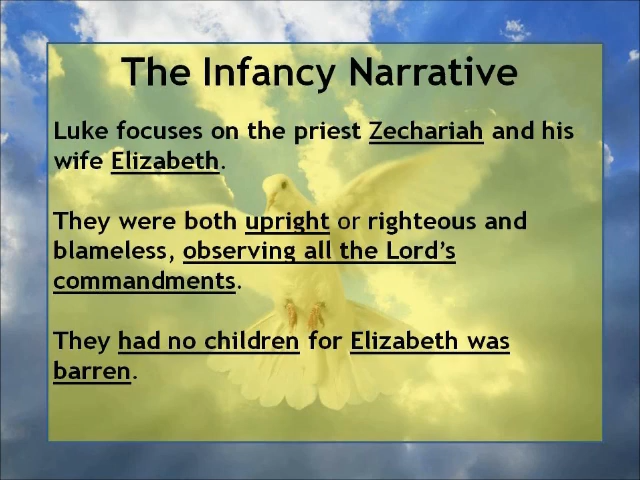 The Infancy Narrative
Luke focuses on the priest Zechariah and his
wife Elizabeth.
They were both upright or righteous and
blameless, observing all the Lord’s
commandments.
They had no children for Elizabeth was
barren.